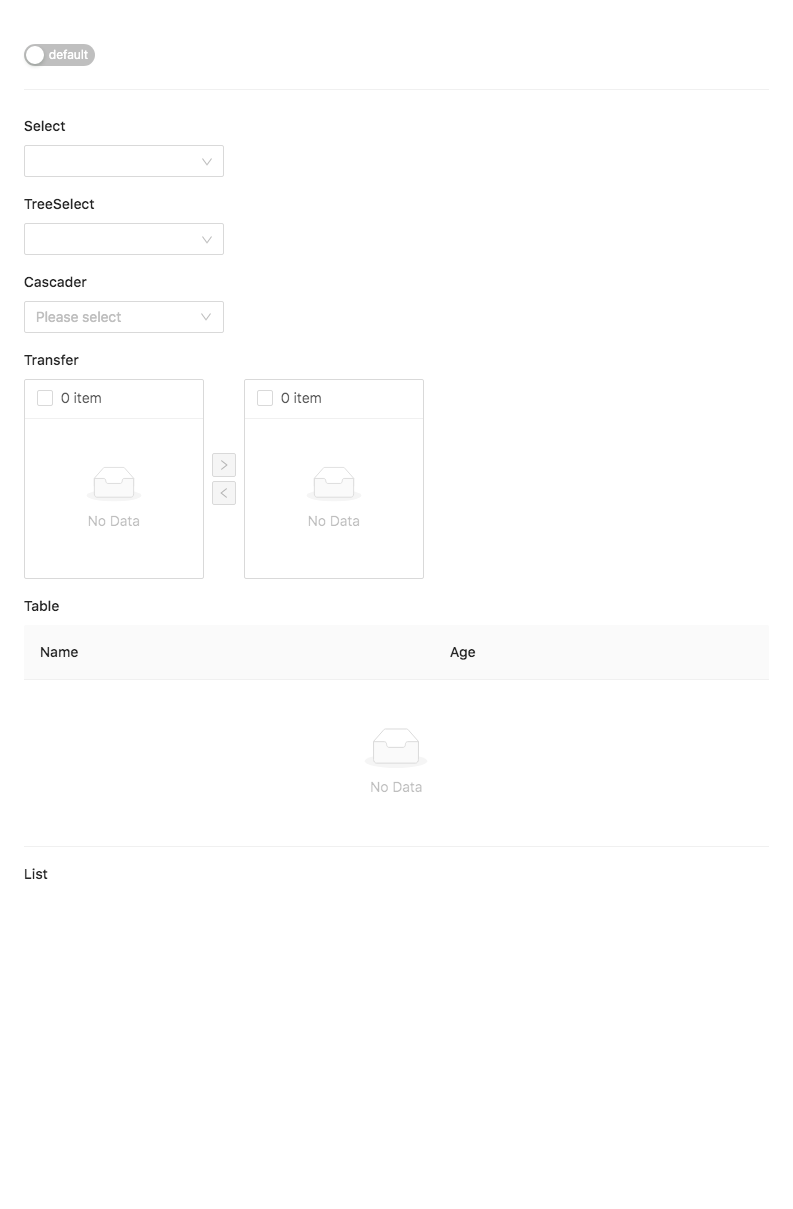 default
Select
TreeSelect
Cascader
Please select
Transfer
0 item
0 item
No Data
No Data
Table
Name Age
No Data
List